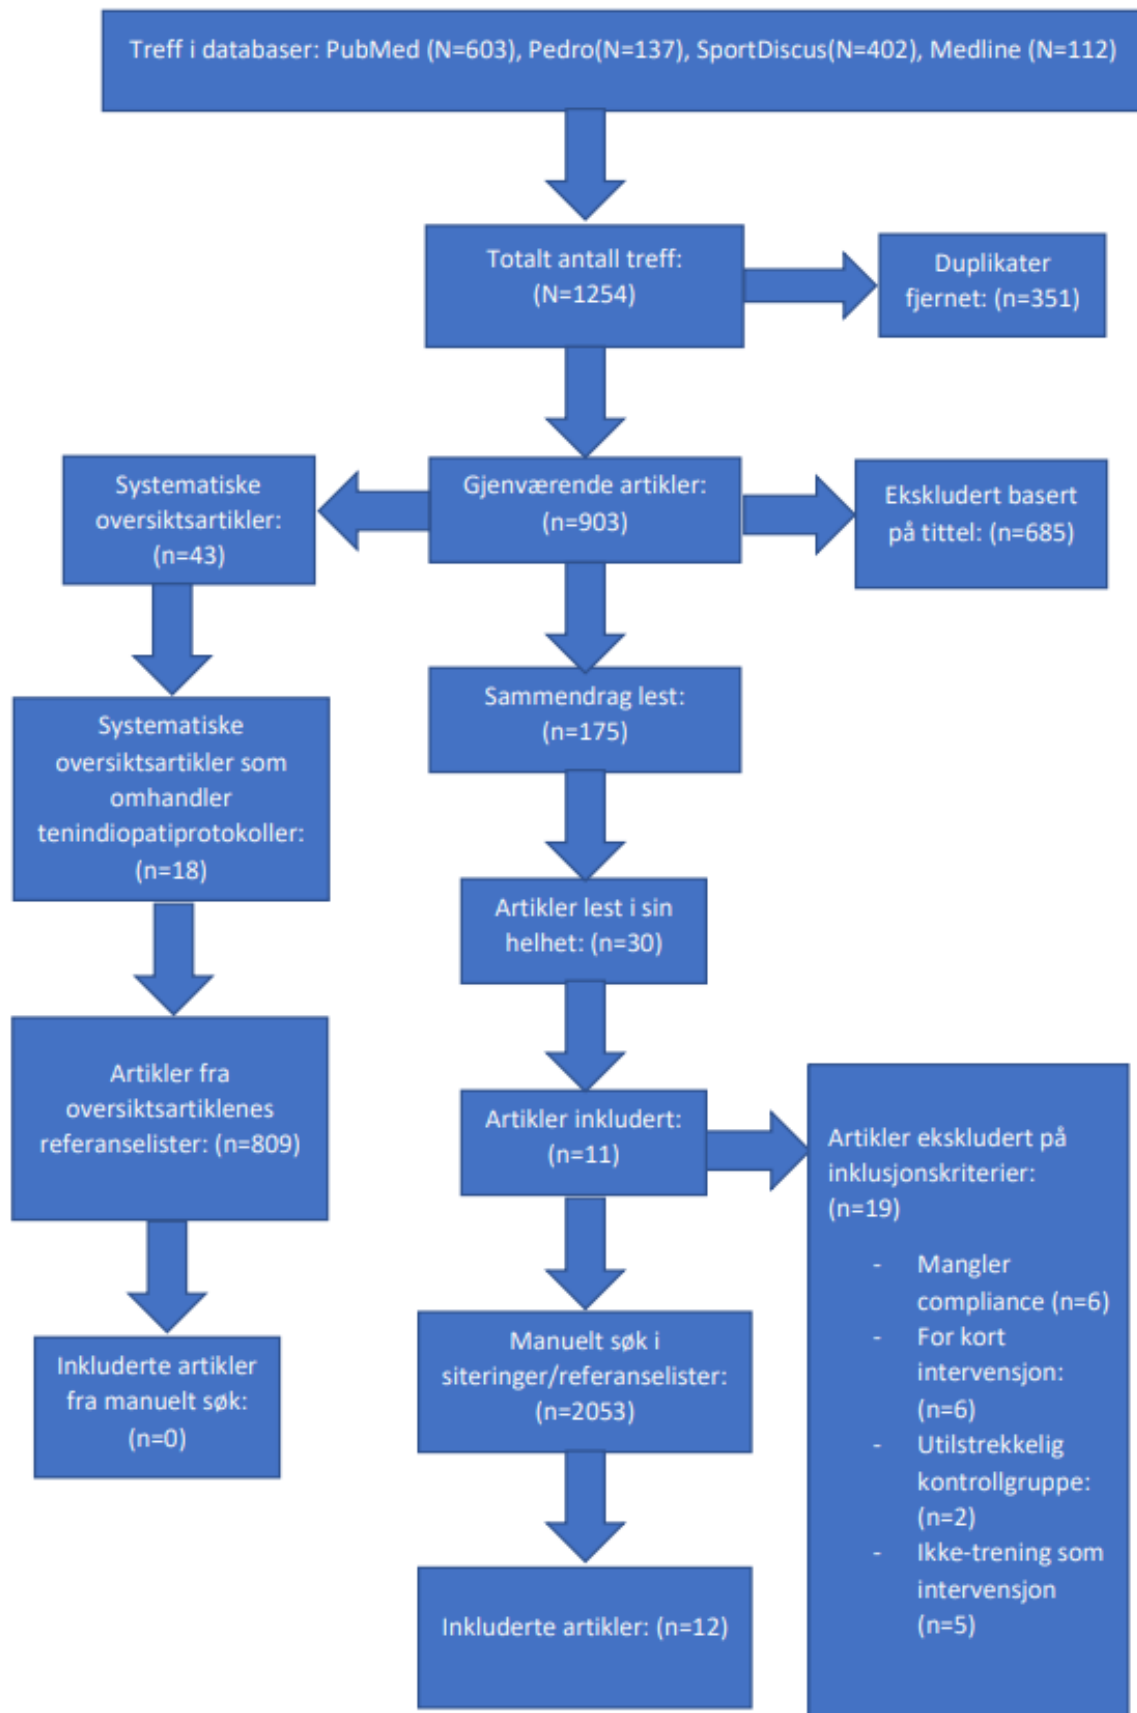 Treff i databaser: PubMed (N=603), Pedro(N=137), SportDiscus(N=402), Medline (N=112)
Totalt antall treff:
(N=1254)
Duplikater
fjernet: (n=351)
Systematiske
oversiktsartikler:
(n=43)
Gjenværende artikler:
(n=903)
Ekskludert basert
på tittel: (n=685)
Sammendrag lest:
(n=175)
Systematiske
oversiktsartikler som
omhandler
tenindiopatiprotokoller:
(n=18)
Artikler lest i sin
helhet: (n=30)
Artikler fra
oversiktsartiklenes
referanselister: (n=809)
Artikler inkludert:
(n=11)
Artikler ekskludert på
inklusjonskriterier:
(n=19)
- Mangler
compliance (n=6)
- For kort
intervensjon:
(n=6)
- Utilstrekkelig
kontrollgruppe:
(n=2)
- Ikke-trening som
intervensjon
(n=5)
Inkluderte artikler
fra manuelt søk:
(n=0)
Manuelt søk i
siteringer/referanselister:
(n=2053)
Inkluderte artikler: (n=12)